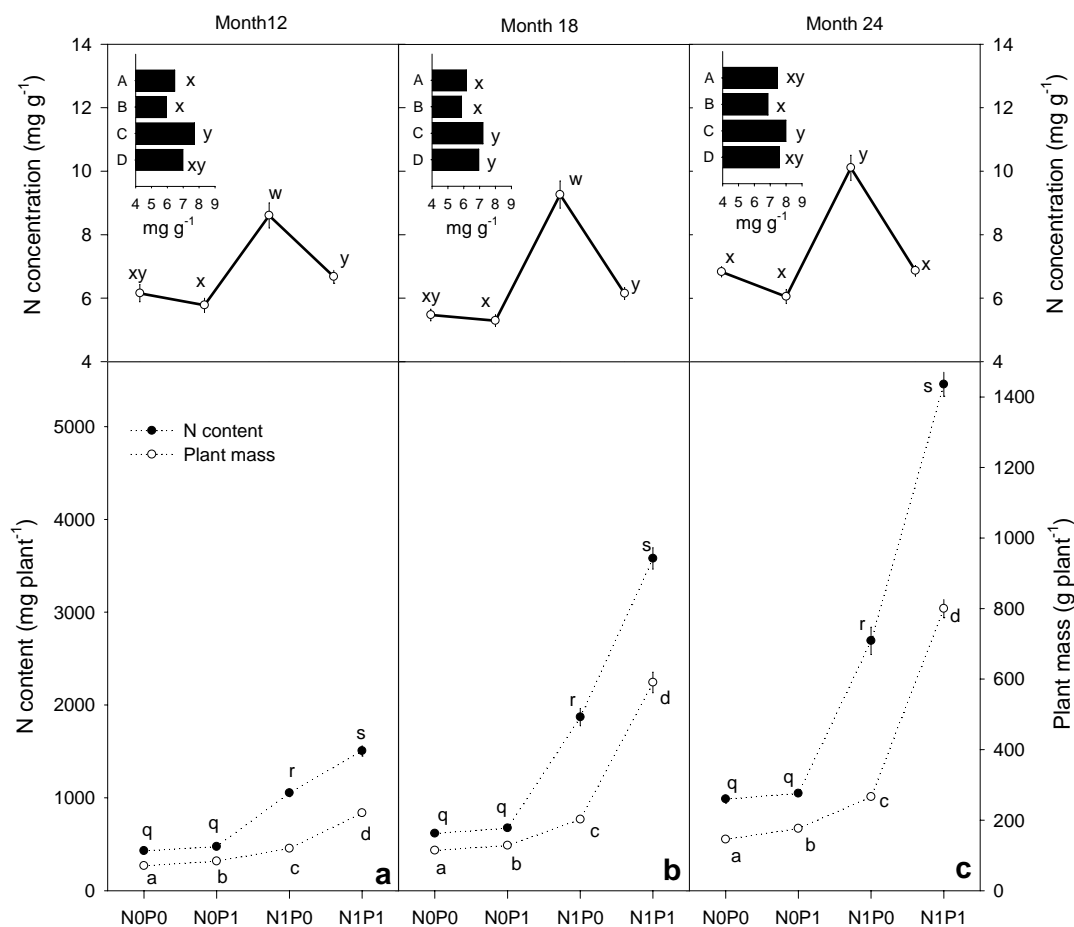 Month12 Month 18 Month 24
14 14
12 12
10 10
8 8
6 6
4 4
N concentration (mg g-1)
N concentration (mg g-1)
A x
B x
C y
D xy
4 5 6 7 8 9
mg g-1
xy x w y
A x
B x
C y
D y
4 5 6 7 8 9
mg g-1
xy x w y
A xy
B x
C y
D xy
4 5 6 7 8 9
mg g-1
x x y x
N content
Plant mass
5000
4000
3000
2000
1000
0
N content (mg plant-1)
1400
1200
1000
800
600
400
200
0
Plant mass (g plant-1)
q q r s
a b c d
a
q q r s
a b c d
b
q q r s
a b c d
c
N0P0 N0P1 N1P0 N1P1 N0P0 N0P1 N1P0 N1P1 N0P0 N0P1 N1P0 N1P1